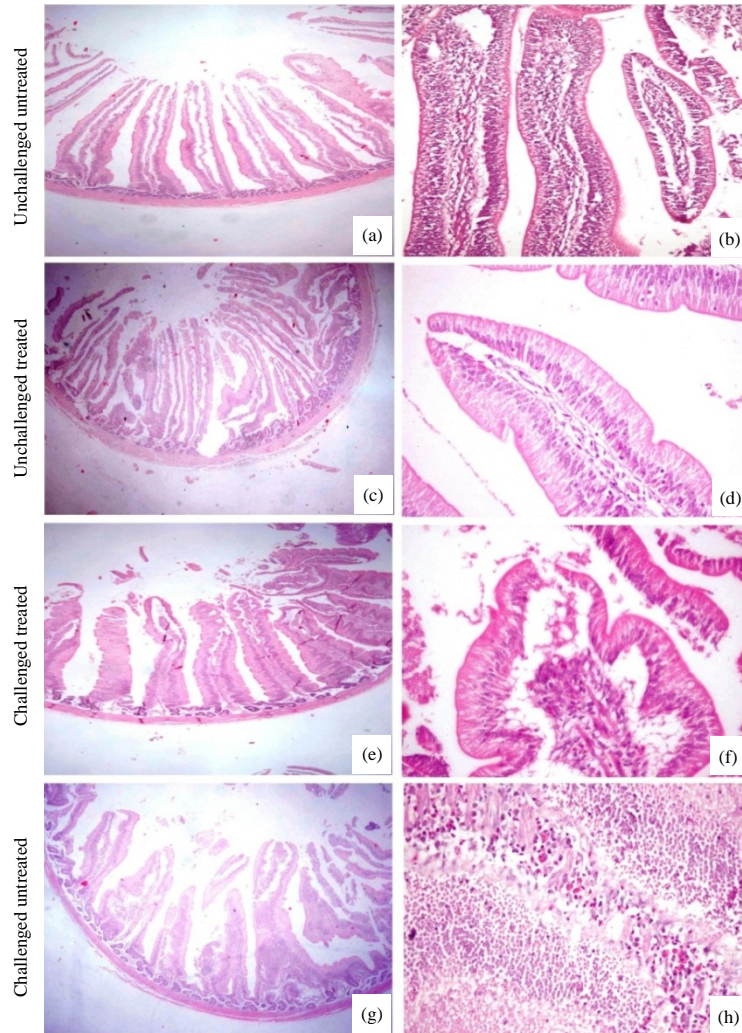 Unchallenged untreated
(a)
(b)
Unchallenged treated
(c)
(d)
Challenged treated
(e)
(f)
Challenged untreated
(g)
(h)